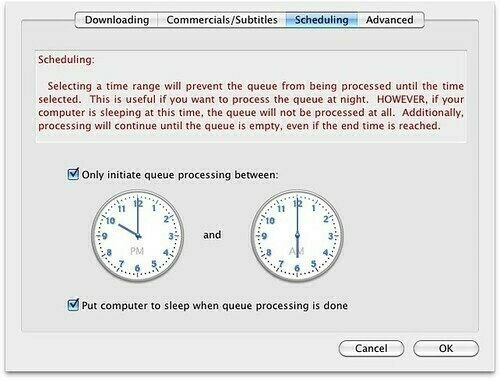 Downloading Commercials/Subtitles Scheduling Advanced
Scheduling:
Selecting a time range will prevent the queue from being processed until the time
selected. This is useful if you want to process the queue at night. HOWEVER, if your
computer is sleeping at this time, the queue will not be processed at all. Additionally,
processing will continue until the queue is empty, even if the end time is reached.
Only initiate queue processing between:
12 1 2 3 4 5 6 7 8 9 10 11
PM
and
12 1 2 3 4 5 6 7 8 9 10 11
AM
Put computer to sleep when queue processing is done
Cancel OK